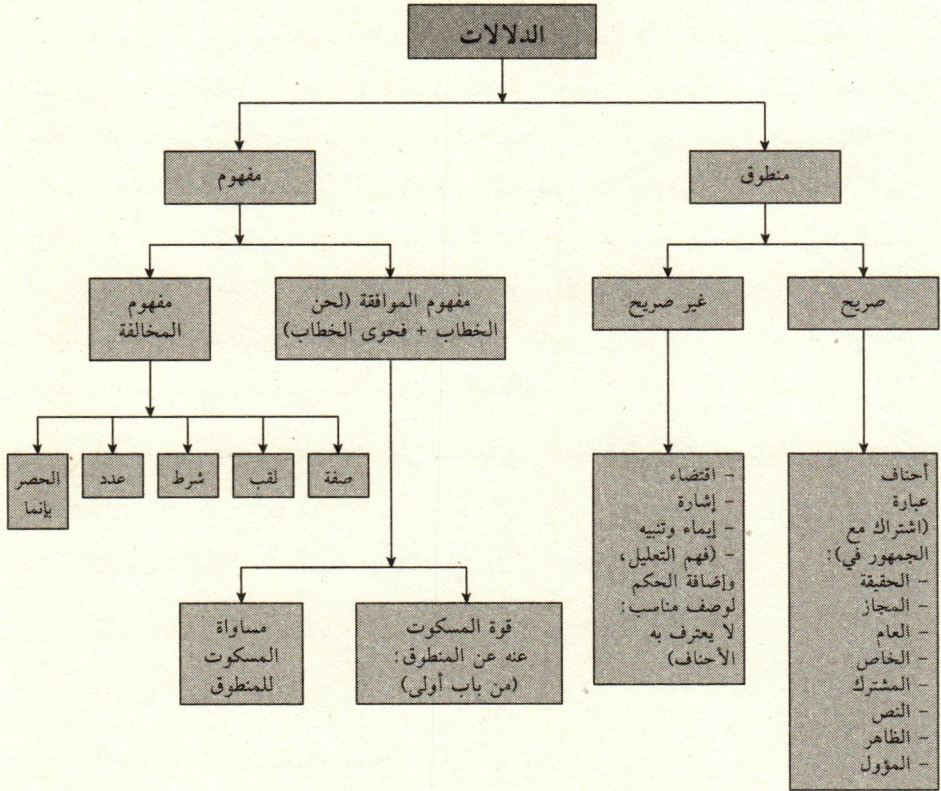 الدلالات
منطوق
مفهوم
صريح
غير صريح
مفهوم الموافقة (لحن
الخطاب + فحوى الخطاب)
مفهوم
المخالفة
صفة
لقب
شرط
عدد
الحصر
بإنما
أحناف
عبارة
(اشتراك مع
الجمهور في):
- الحقيقة
- المجاز
- العام
- الخاص
- المشترك
- النص
- الظاهر
- المؤول
- اقتضاء
- إشارة
- إيماء وتنبيه
- (فهم التعليل،
وإضافة الحكم
لوصف مناسب:
لا يعترف به
الأحناف)
قوة المسكوت
عنه عن المنطوق:
(من باب أولى)
مساواة
المسكوت
للمنطوق